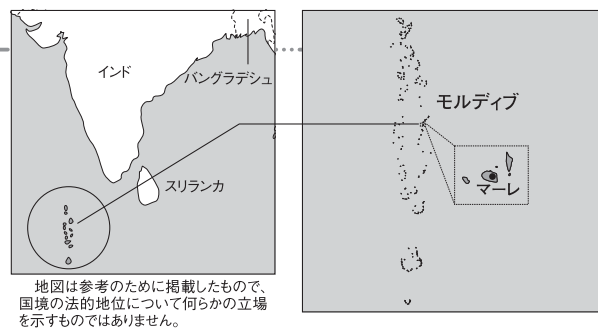 インド
バングラデシュ
スリランカ
モルディブ
マーレ
地図は参考のために掲載したもので、
国境の法的地位について何らかの立場
を示すものではありません。